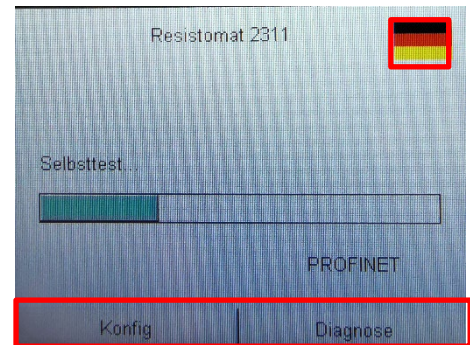 Resistomat 2311
Selbsttest...
PROFINET
Konfig Diagnose